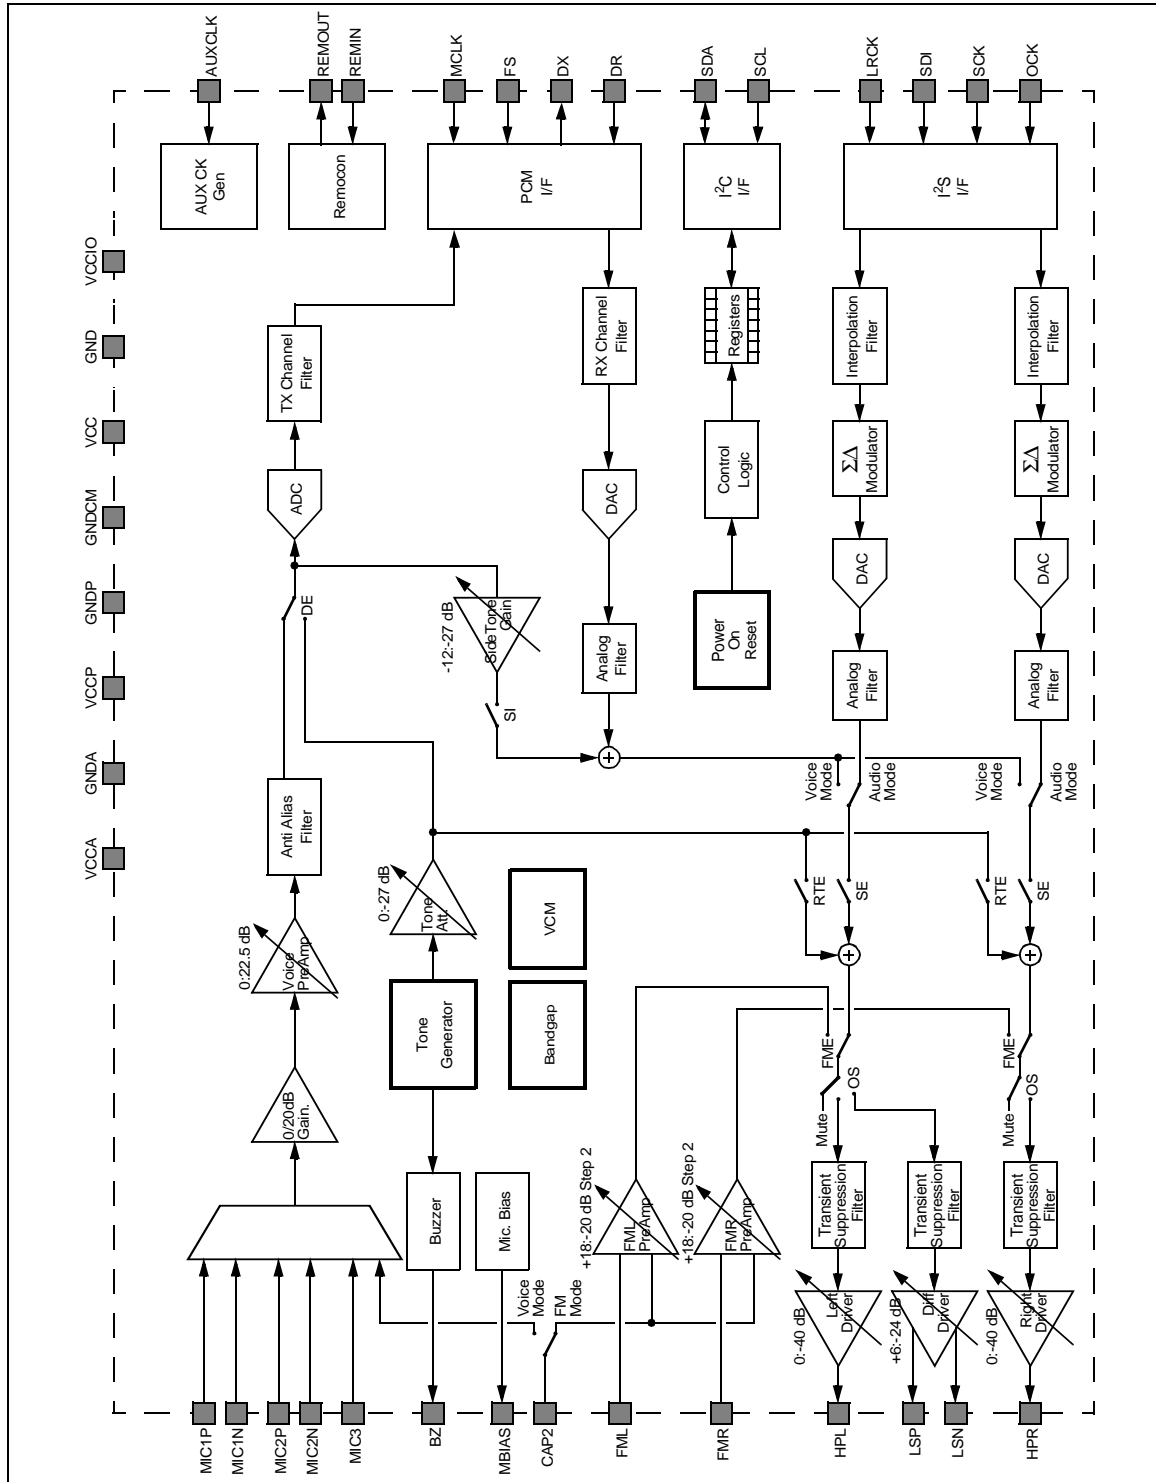 AUXCLK
REMOUT
REMIN
MCLK
FS
DX
DR
SDA
SCL
LRCK
SDI
SCK
OCK
AUX CK
Gen
Remocon
PCM
I/F
I²C
I/F
I²S
I/F
VCCIO
GND
VCC
GNDCM
GNDP
VCCP
GNDA
VCCA
TX Channel
Filter
RX Channel
Filter
Registers
Interpolation
Filter
Interpolation
Filter
ADC
DAC
Control
Logic
ΣΔ
Modulator
ΣΔ
Modulator
DAC
DAC
DE
-12:-27 dB
SideTone
Gain
SI
Analog
Filter
Power
On
Reset
Analog
Filter
Analog
Filter
Voice
Mode
Audio
Mode
Voice
Mode
Audio
Mode
Anti Alias
Filter
0:-27 dB
Tone
Att.
VCM
RTE
SE
RTE
SE
0:22.5 dB
Voice
PreAmp
Tone
Generator
Bandgap
FME
OS
FME
OS
0/20dB
Gain.
Mute
Mute
Buzzer
Mic. Bias
+18:-20 dB Step 2
FML
PreAmp
+18:-20 dB Step 2
FMR
PreAmp
Transient
Suppression
Filter
Transient
Suppression
Filter
Transient
Suppression
Filter
Voice
Mode
FM
Mode
0:-40 dB
Left
Driver
+6:-24 dB
Diff
Driver
0:-40 dB
Right
Driver
MIC1P
MIC1N
MIC2P
MIC2N
MIC3
BZ
MBIAS
CAP2
FML
FMR
HPL
LSP
LSN
HPR